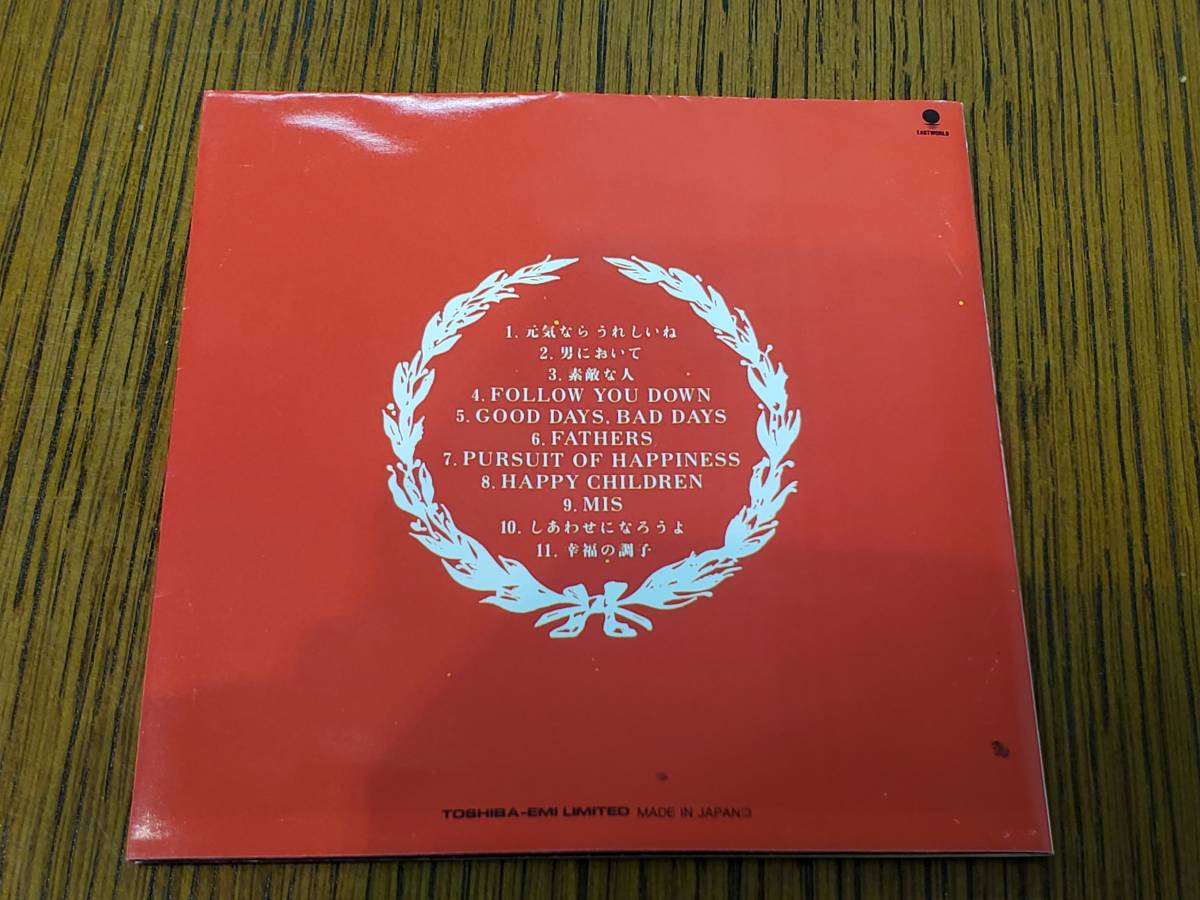 EASTWORLD
1. 元気ならうれしいね
2. 男において
3. 素敵な人
4. FOLLOW YOU DOWN
5. GOOD DAYS, BAD DAYS
6. FATHERS
7. PURSUIT OF HAPPINESS
8. HAPPY CHILDREN
9. MIS
10. しあわせになろうよ
11. 幸福の調子
TOSHIBA-EMI LIMITED MADE IN JAPAN